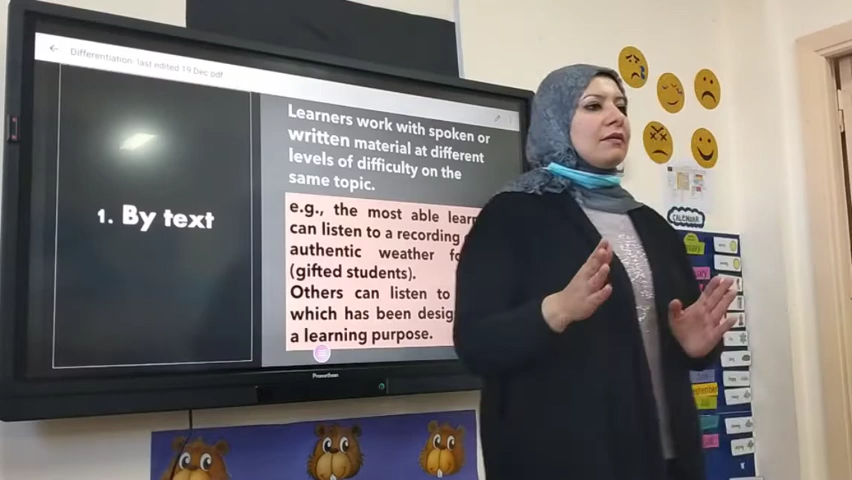 Differentiation. last edited 19 Dec pdf
1. By text
Learners work with spoken or
written material at different
levels of difficulty on the
same topic.
e.g., the most able learn
can listen to a recording
authentic weather fo
(gifted students).
Others can listen to
which has been desig
a learning purpose.
Promethean
CALENDAR